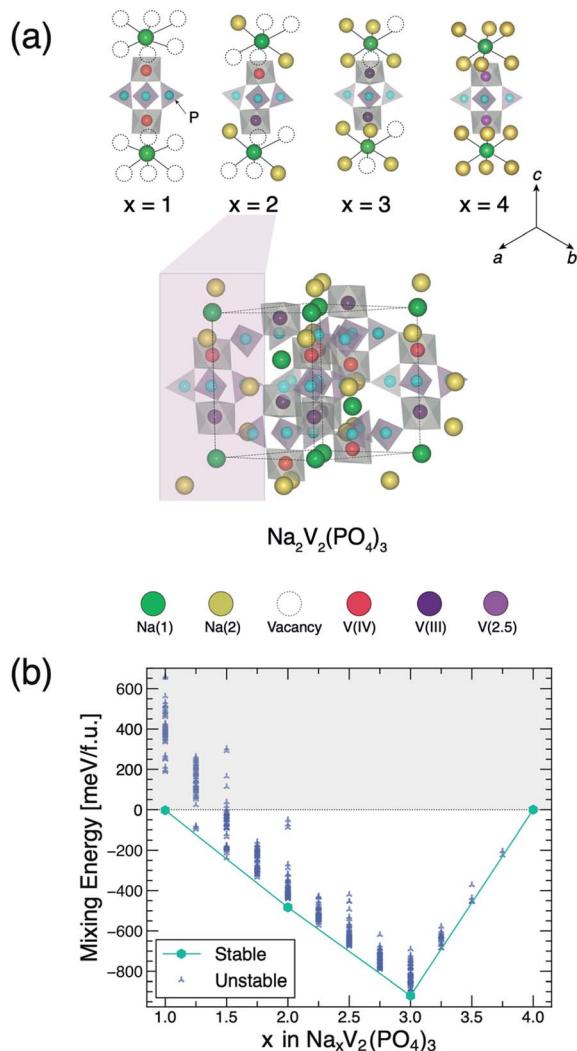 (a)
P
x = 1
x = 2
x = 3
x = 4
c
a
b
Na₂V₂(PO₄)₃
Na(1)
Na(2)
Vacancy
V(IV)
V(III)
V(2.5)
(b)
Mixing Energy [meV/f.u.]
600
400
200
0
−200
−400
−600
−800
Stable
Unstable
1.0
1.5
2.0
2.5
3.0
3.5
4.0
x in NaₓV₂(PO₄)₃